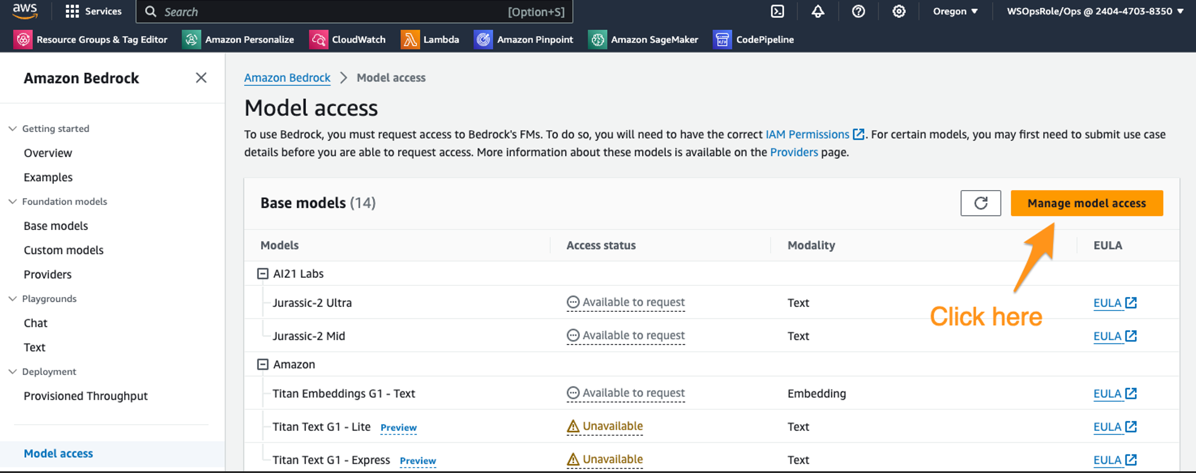 aws Services Search [Option+S] Oregon WSOpsRole/Ops @ 2404-4703-8350
Resource Groups & Tag Editor Amazon Personalize CloudWatch Lambda Amazon Pinpoint Amazon SageMaker CodePipeline
Amazon Bedrock
Getting started
Overview
Examples
Foundation models
Base models
Custom models
Providers
Playgrounds
Chat
Text
Deployment
Provisioned Throughput
Model access
Amazon Bedrock > Model access
Model access
To use Bedrock, you must request access to Bedrock's FMs. To do so, you will need to have the correct IAM Permissions. For certain models, you may first need to submit use case
details before you are able to request access. More information about these models is available on the Providers page.
Base models (14) Manage model access
Models Access status Modality EULA
AI21 Labs
Jurassic-2 Ultra Available to request Text EULA
Click here
Jurassic-2 Mid Available to request Text EULA
Amazon
Titan Embeddings G1 - Text Available to request Embedding EULA
Titan Text G1 - Lite Preview Unavailable Text EULA
Titan Text G1 - Express Preview Unavailable Text EULA